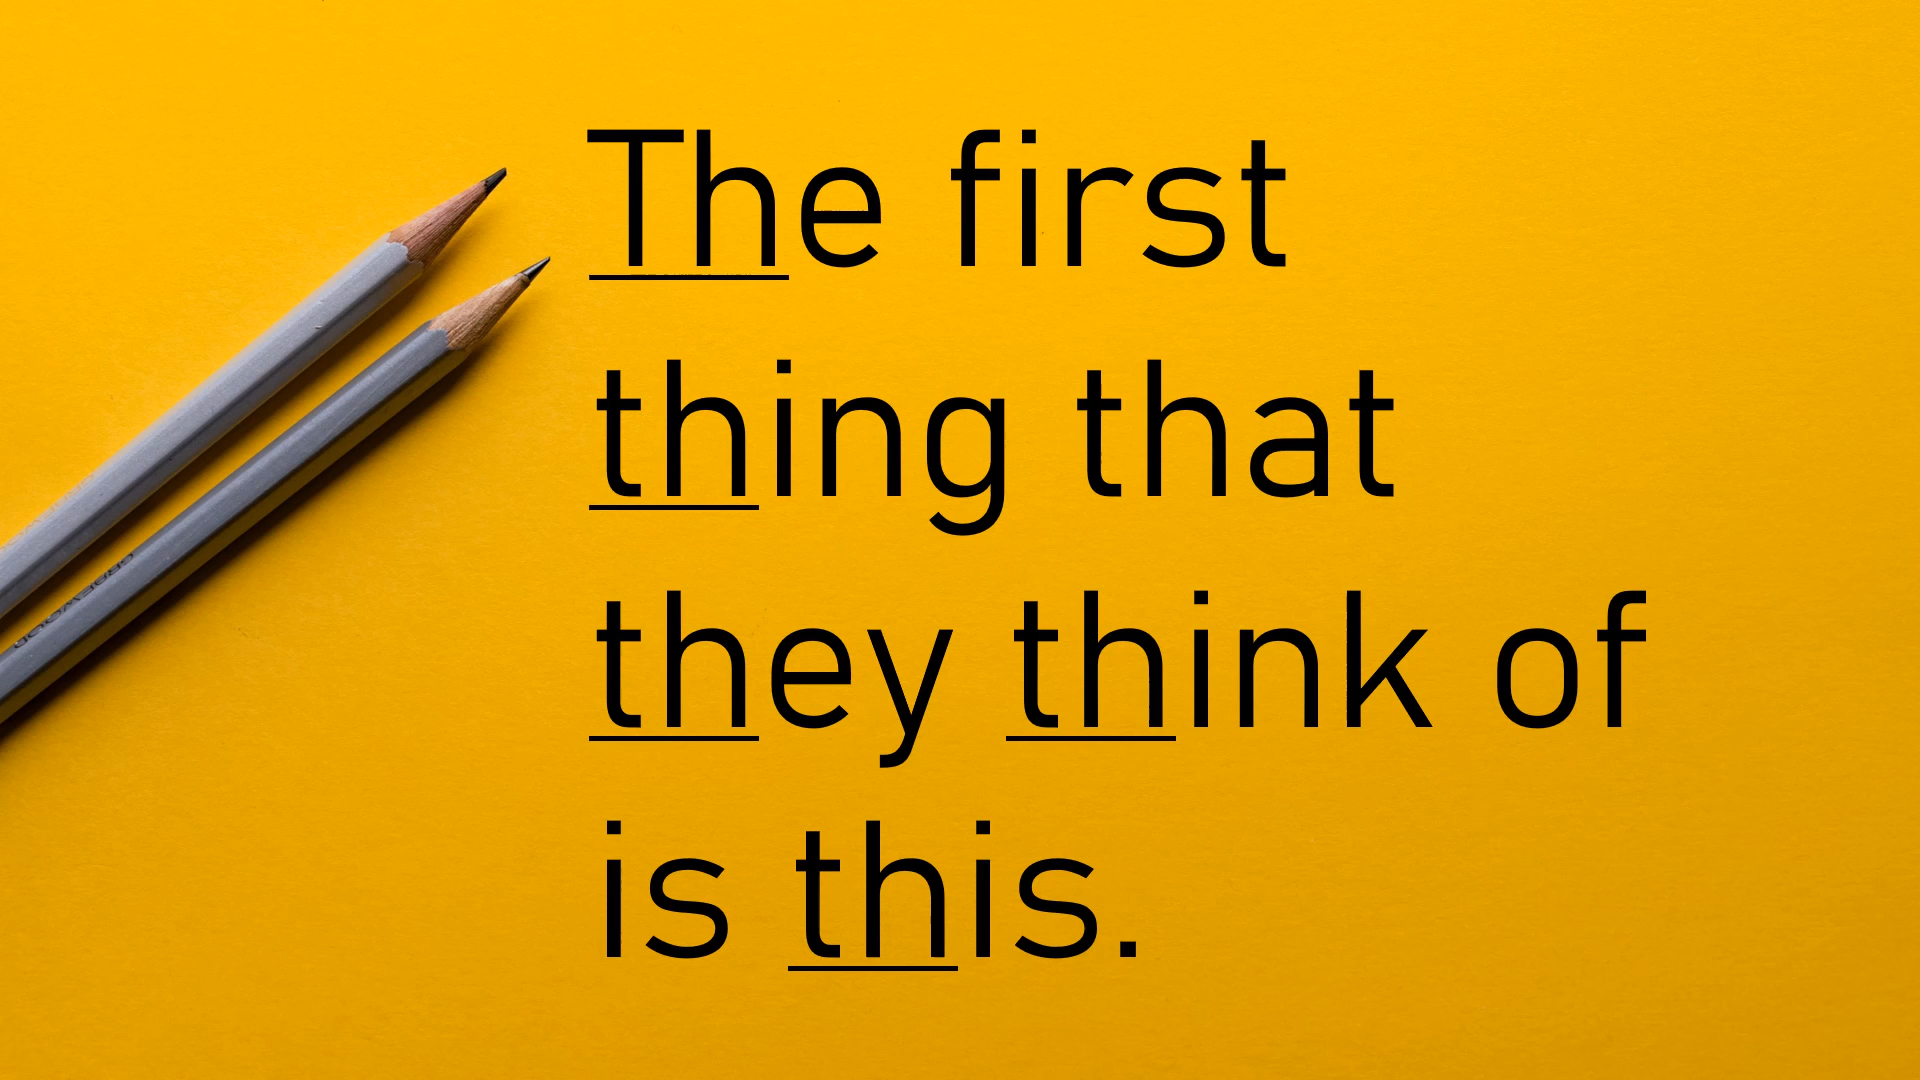 The first
thing that
they think of
is this.